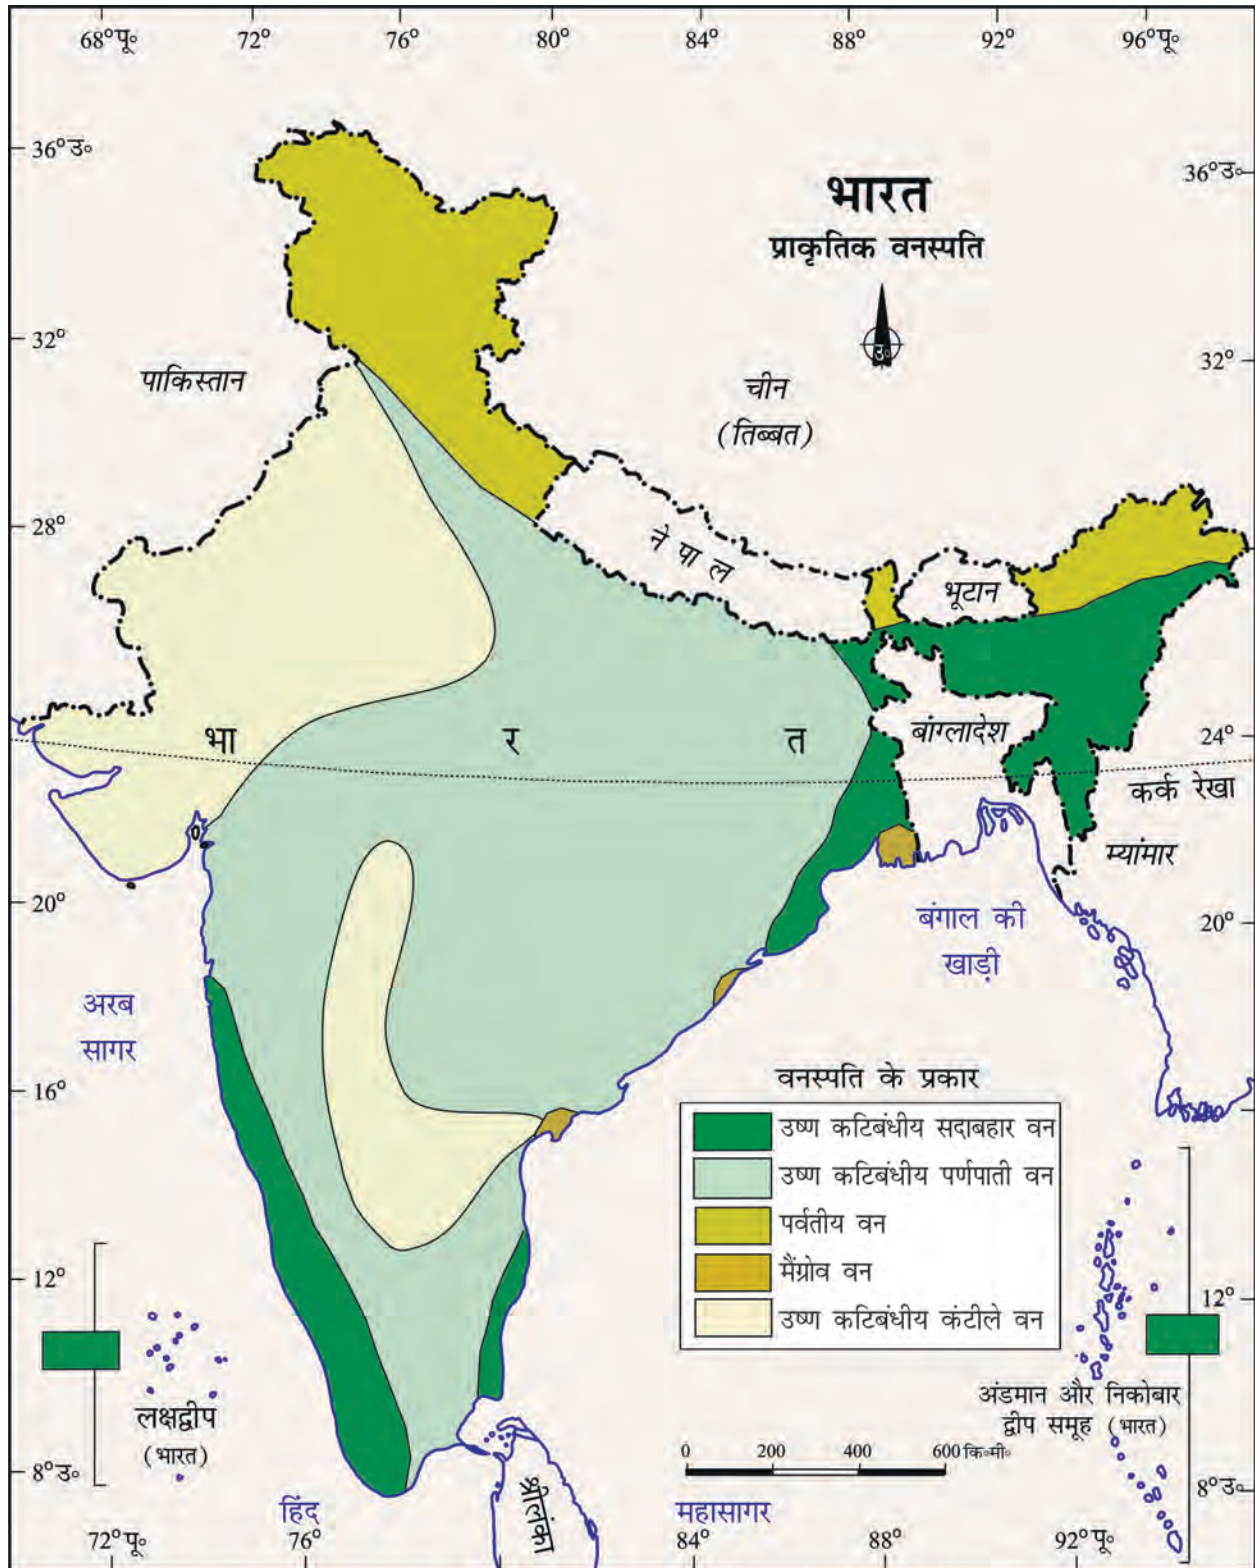 68°पू॰ 72° 76° 80° 84° 88° 92° 96°पू॰
36°उ॰
36°उ॰
भारत
प्राकृतिक वनस्पति
उ॰
32°
32°
पाकिस्तान
चीन
(तिब्बत)
28°
नेपाल
भूटान
भा र त
बांग्लादेश
24°
कर्क रेखा
म्यांमार
20°
20°
बंगाल की
खाड़ी
अरब
सागर
16°
वनस्पति के प्रकार
उष्ण कटिबंधीय सदाबहार वन
उष्ण कटिबंधीय पर्णपाती वन
पर्वतीय वन
मैंग्रोव वन
उष्ण कटिबंधीय कंटीले वन
12°
12°
लक्षद्वीप
(भारत)
अंडमान और निकोबार
द्वीप समूह (भारत)
0 200 400 600 कि॰मी॰
8°उ॰
8°उ॰
श्रीलंका
हिंद महासागर
72°पू॰ 76° 84° 88° 92°पू॰